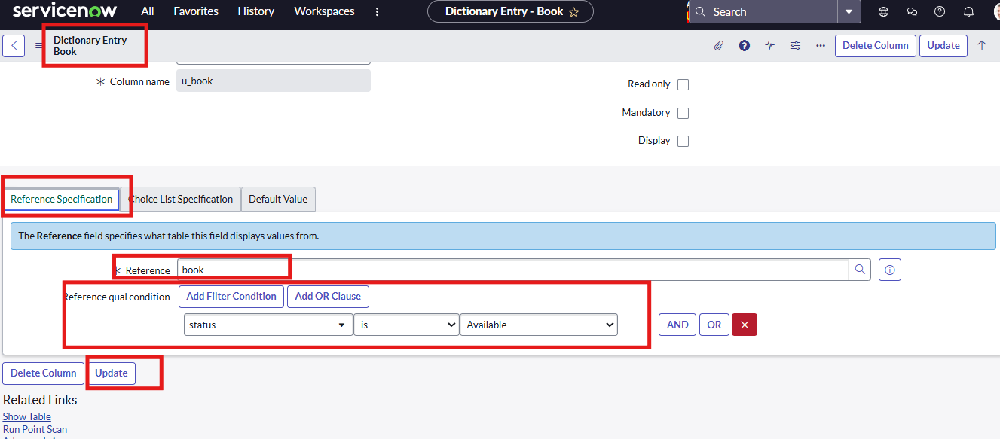 servicenow All Favorites History Workspaces Dictionary Entry - Book Search
Dictionary Entry
Book
Delete Column Update
Column name u_book
Read only
Mandatory
Display
Reference Specification Choice List Specification Default Value
The Reference field specifies what table this field displays values from.
Reference book
Reference qual condition Add Filter Condition Add OR Clause
status is Available AND OR
Delete Column Update
Related Links
Show Table
Run Point Scan